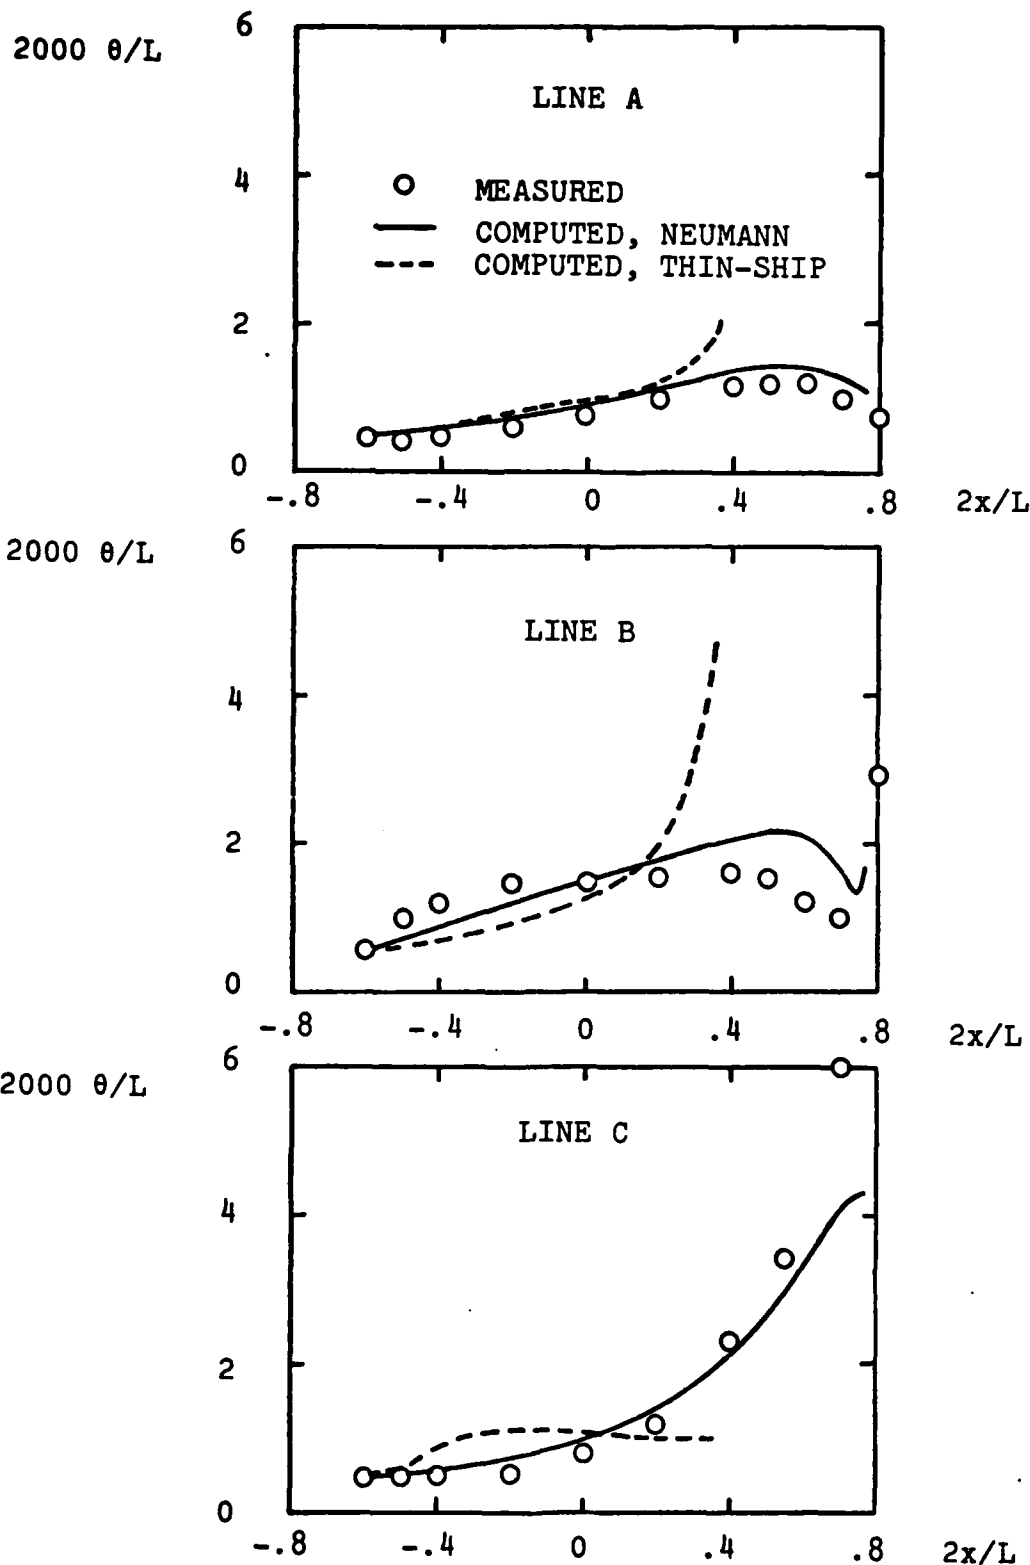 2000 θ/L
6
LINE A
4
MEASURED
COMPUTED, NEUMANN
COMPUTED, THIN-SHIP
2
0
-.8 -.4 0 .4 .8 2x/L
2000 θ/L
6
LINE B
4
2
0
-.8 -.4 0 .4 .8 2x/L
2000 θ/L
6
LINE C
4
2
0
-.8 -.4 0 .4 .8 2x/L